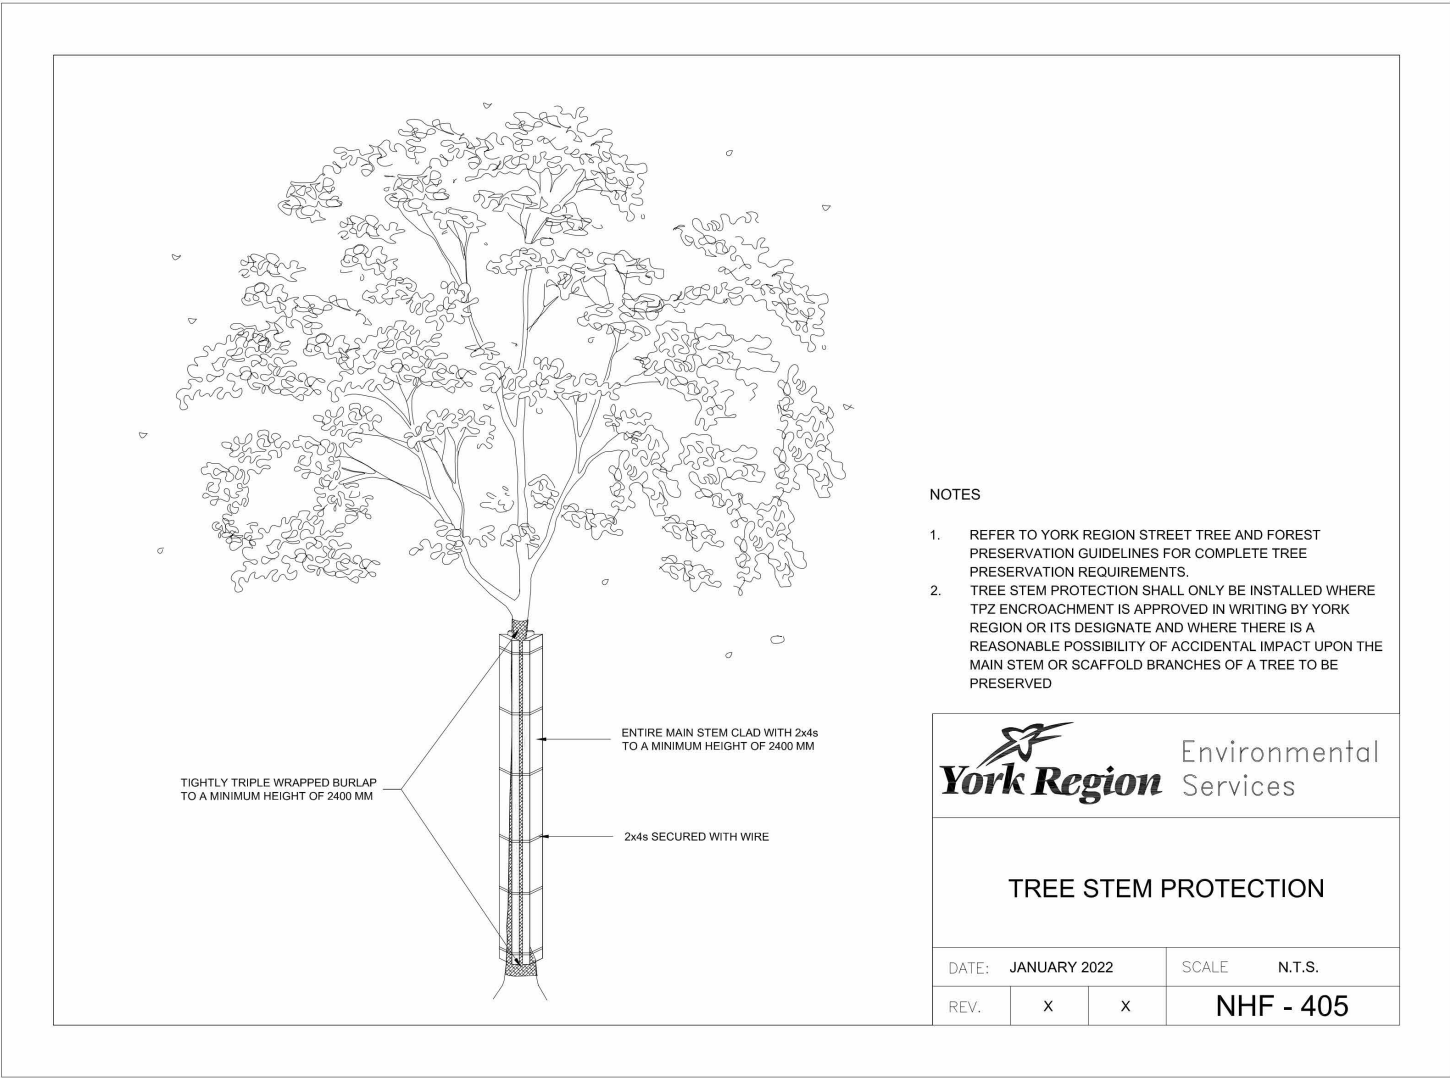 NOTES
1. REFER TO YORK REGION STREET TREE AND FOREST
PRESERVATION GUIDELINES FOR COMPLETE TREE
PRESERVATION REQUIREMENTS.
2. TREE STEM PROTECTION SHALL ONLY BE INSTALLED WHERE
TPZ ENCROACHMENT IS APPROVED IN WRITING BY YORK
REGION OR ITS DESIGNATE AND WHERE THERE IS A
REASONABLE POSSIBILITY OF ACCIDENTAL IMPACT UPON THE
MAIN STEM OR SCAFFOLD BRANCHES OF A TREE TO BE
PRESERVED
ENTIRE MAIN STEM CLAD WITH 2x4s
TO A MINIMUM HEIGHT OF 2400 MM
TIGHTLY TRIPLE WRAPPED BURLAP
TO A MINIMUM HEIGHT OF 2400 MM
2x4s SECURED WITH WIRE
York Region
Environmental
Services
TREE STEM PROTECTION
DATE: JANUARY 2022
SCALE N.T.S.
REV. X X
NHF - 405